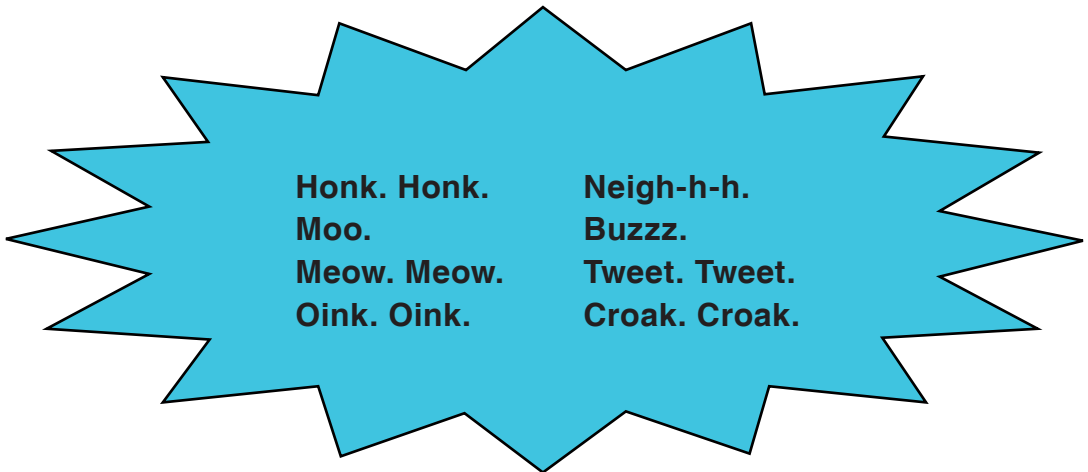 Honk. Honk.
Moo.
Meow. Meow.
Oink. Oink.
Neigh-h-h.
Buzzz.
Tweet. Tweet.
Croak. Croak.